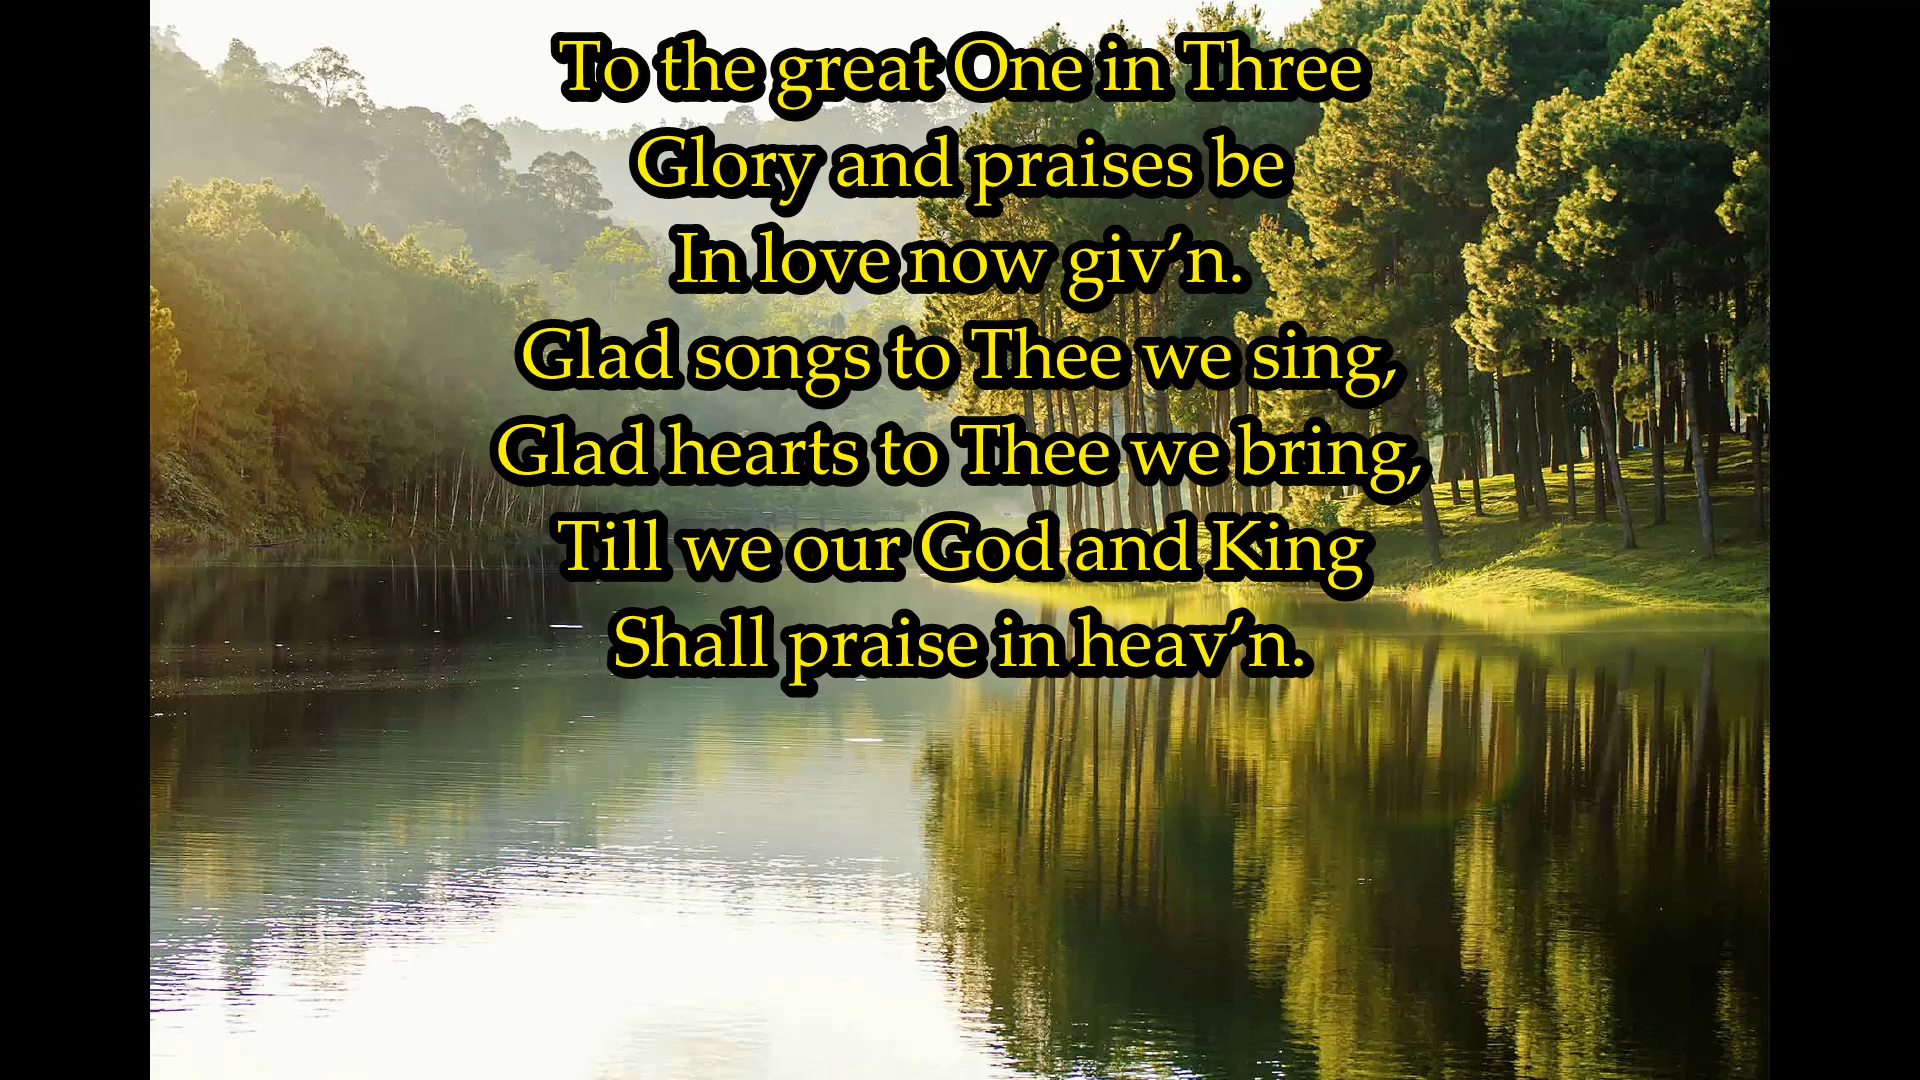 To the great One in Three
Glory and praises be
In love now giv’n.
Glad songs to Thee we sing,
Glad hearts to Thee we bring,
Till we our God and King
Shall praise in heav’n.